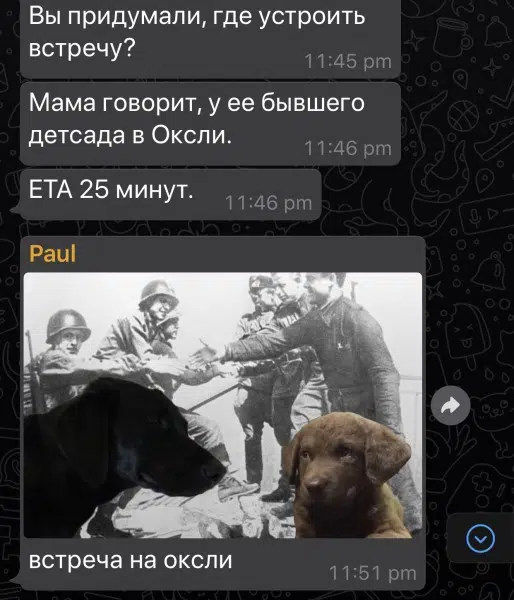 Вы придумали, где устроить
встречу?
11:45 pm
Мама говорит, у ее бывшего
детсада в Оксли.
11:46 pm
ETA 25 минут.
11:46 pm
Paul
встреча на оксли
11:51 pm